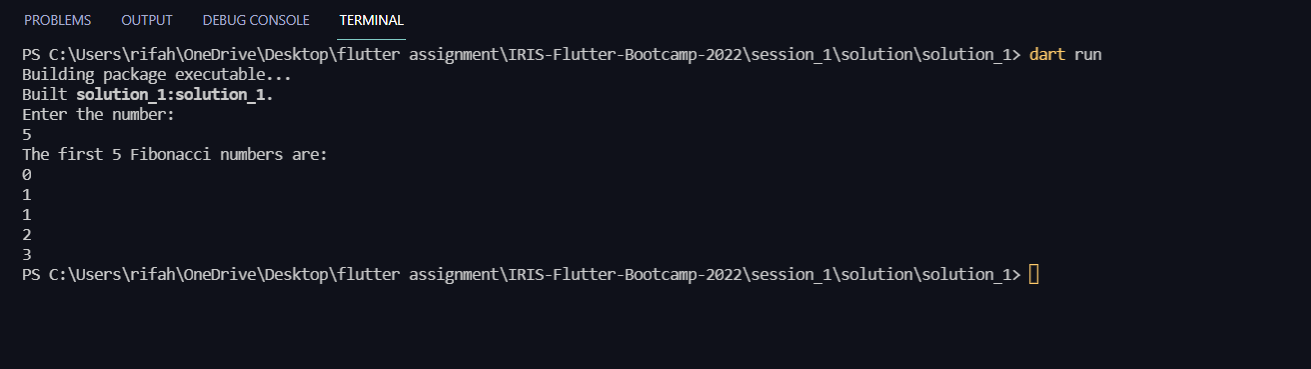 PROBLEMS OUTPUT DEBUG CONSOLE TERMINAL
PS C:\Users\rifah\OneDrive\Desktop\flutter assignment\IRIS-Flutter-Bootcamp-2022\session_1\solution\solution_1> dart run
Building package executable...
Built solution_1:solution_1.
Enter the number:
5
The first 5 Fibonacci numbers are:
0
1
1
2
3
PS C:\Users\rifah\OneDrive\Desktop\flutter assignment\IRIS-Flutter-Bootcamp-2022\session_1\solution\solution_1>